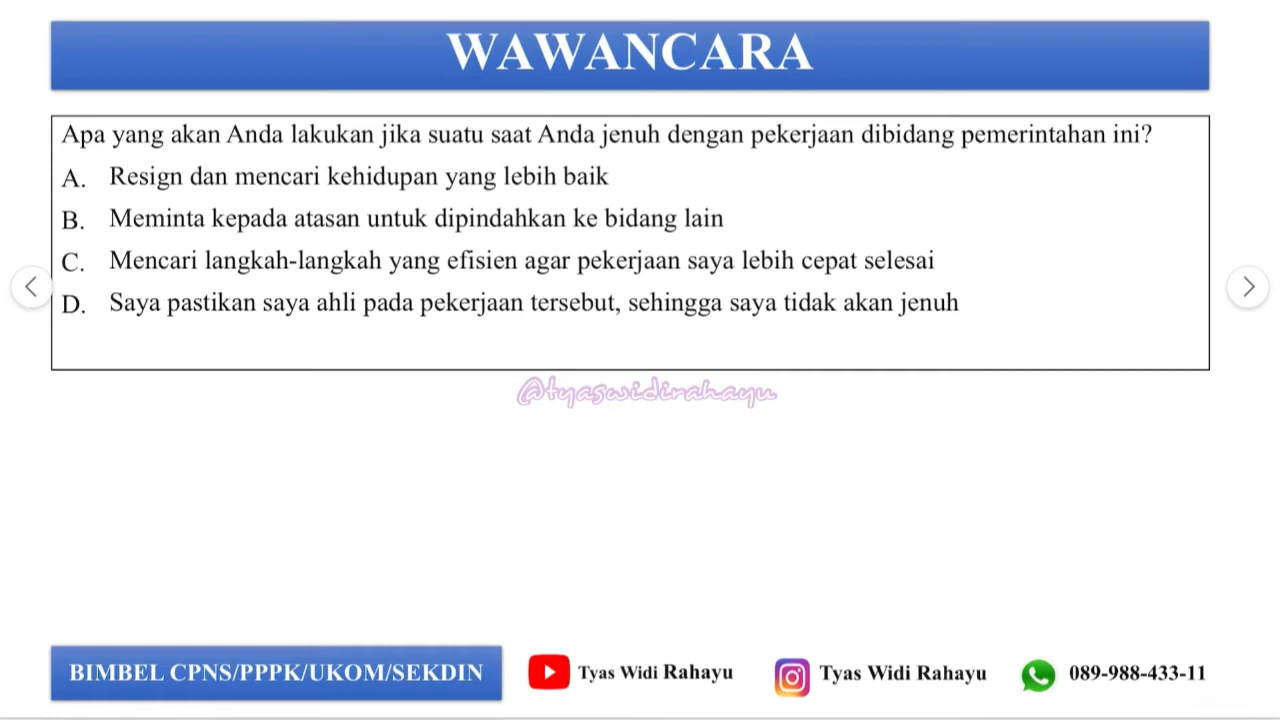 WAWANCARA
Apa yang akan Anda lakukan jika suatu saat Anda jenuh dengan pekerjaan dibidang pemerintahan ini?
A. Resign dan mencari kehidupan yang lebih baik
B. Meminta kepada atasan untuk dipindahkan ke bidang lain
C. Mencari langkah-langkah yang efisien agar pekerjaan saya lebih cepat selesai
D. Saya pastikan saya ahli pada pekerjaan tersebut, sehingga saya tidak akan jenuh
@tyaswidirahayu
BIMBEL CPNS/PPPK/UKOM/SEKDIN Tyas Widi Rahayu Tyas Widi Rahayu 089-988-433-11